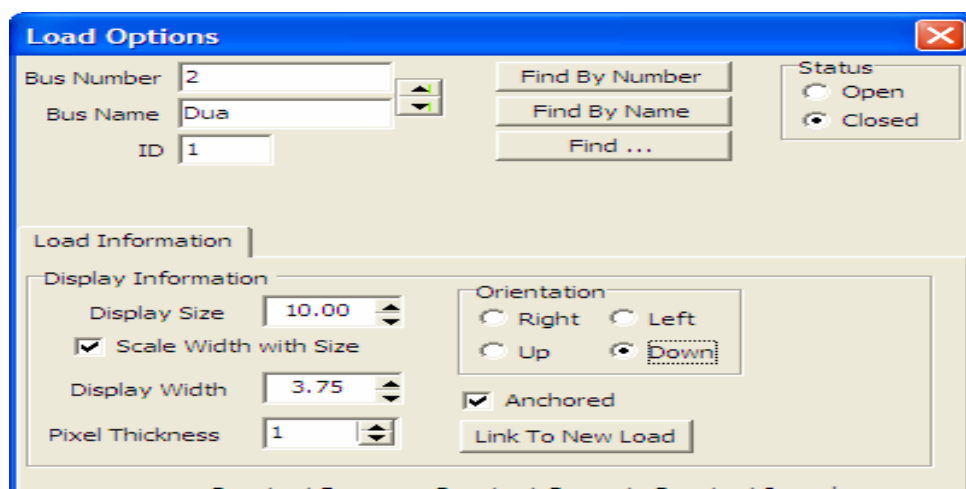 Load Options
Bus Number 2
Find By Number
Status
Open
Bus Name Dua
Find By Name
Closed
ID 1
Find ...
Load Information
Display Information
Display Size 10.00
Orientation
Right Left
Scale Width with Size
Up Down
Display Width 3.75
Anchored
Pixel Thickness 1
Link To New Load